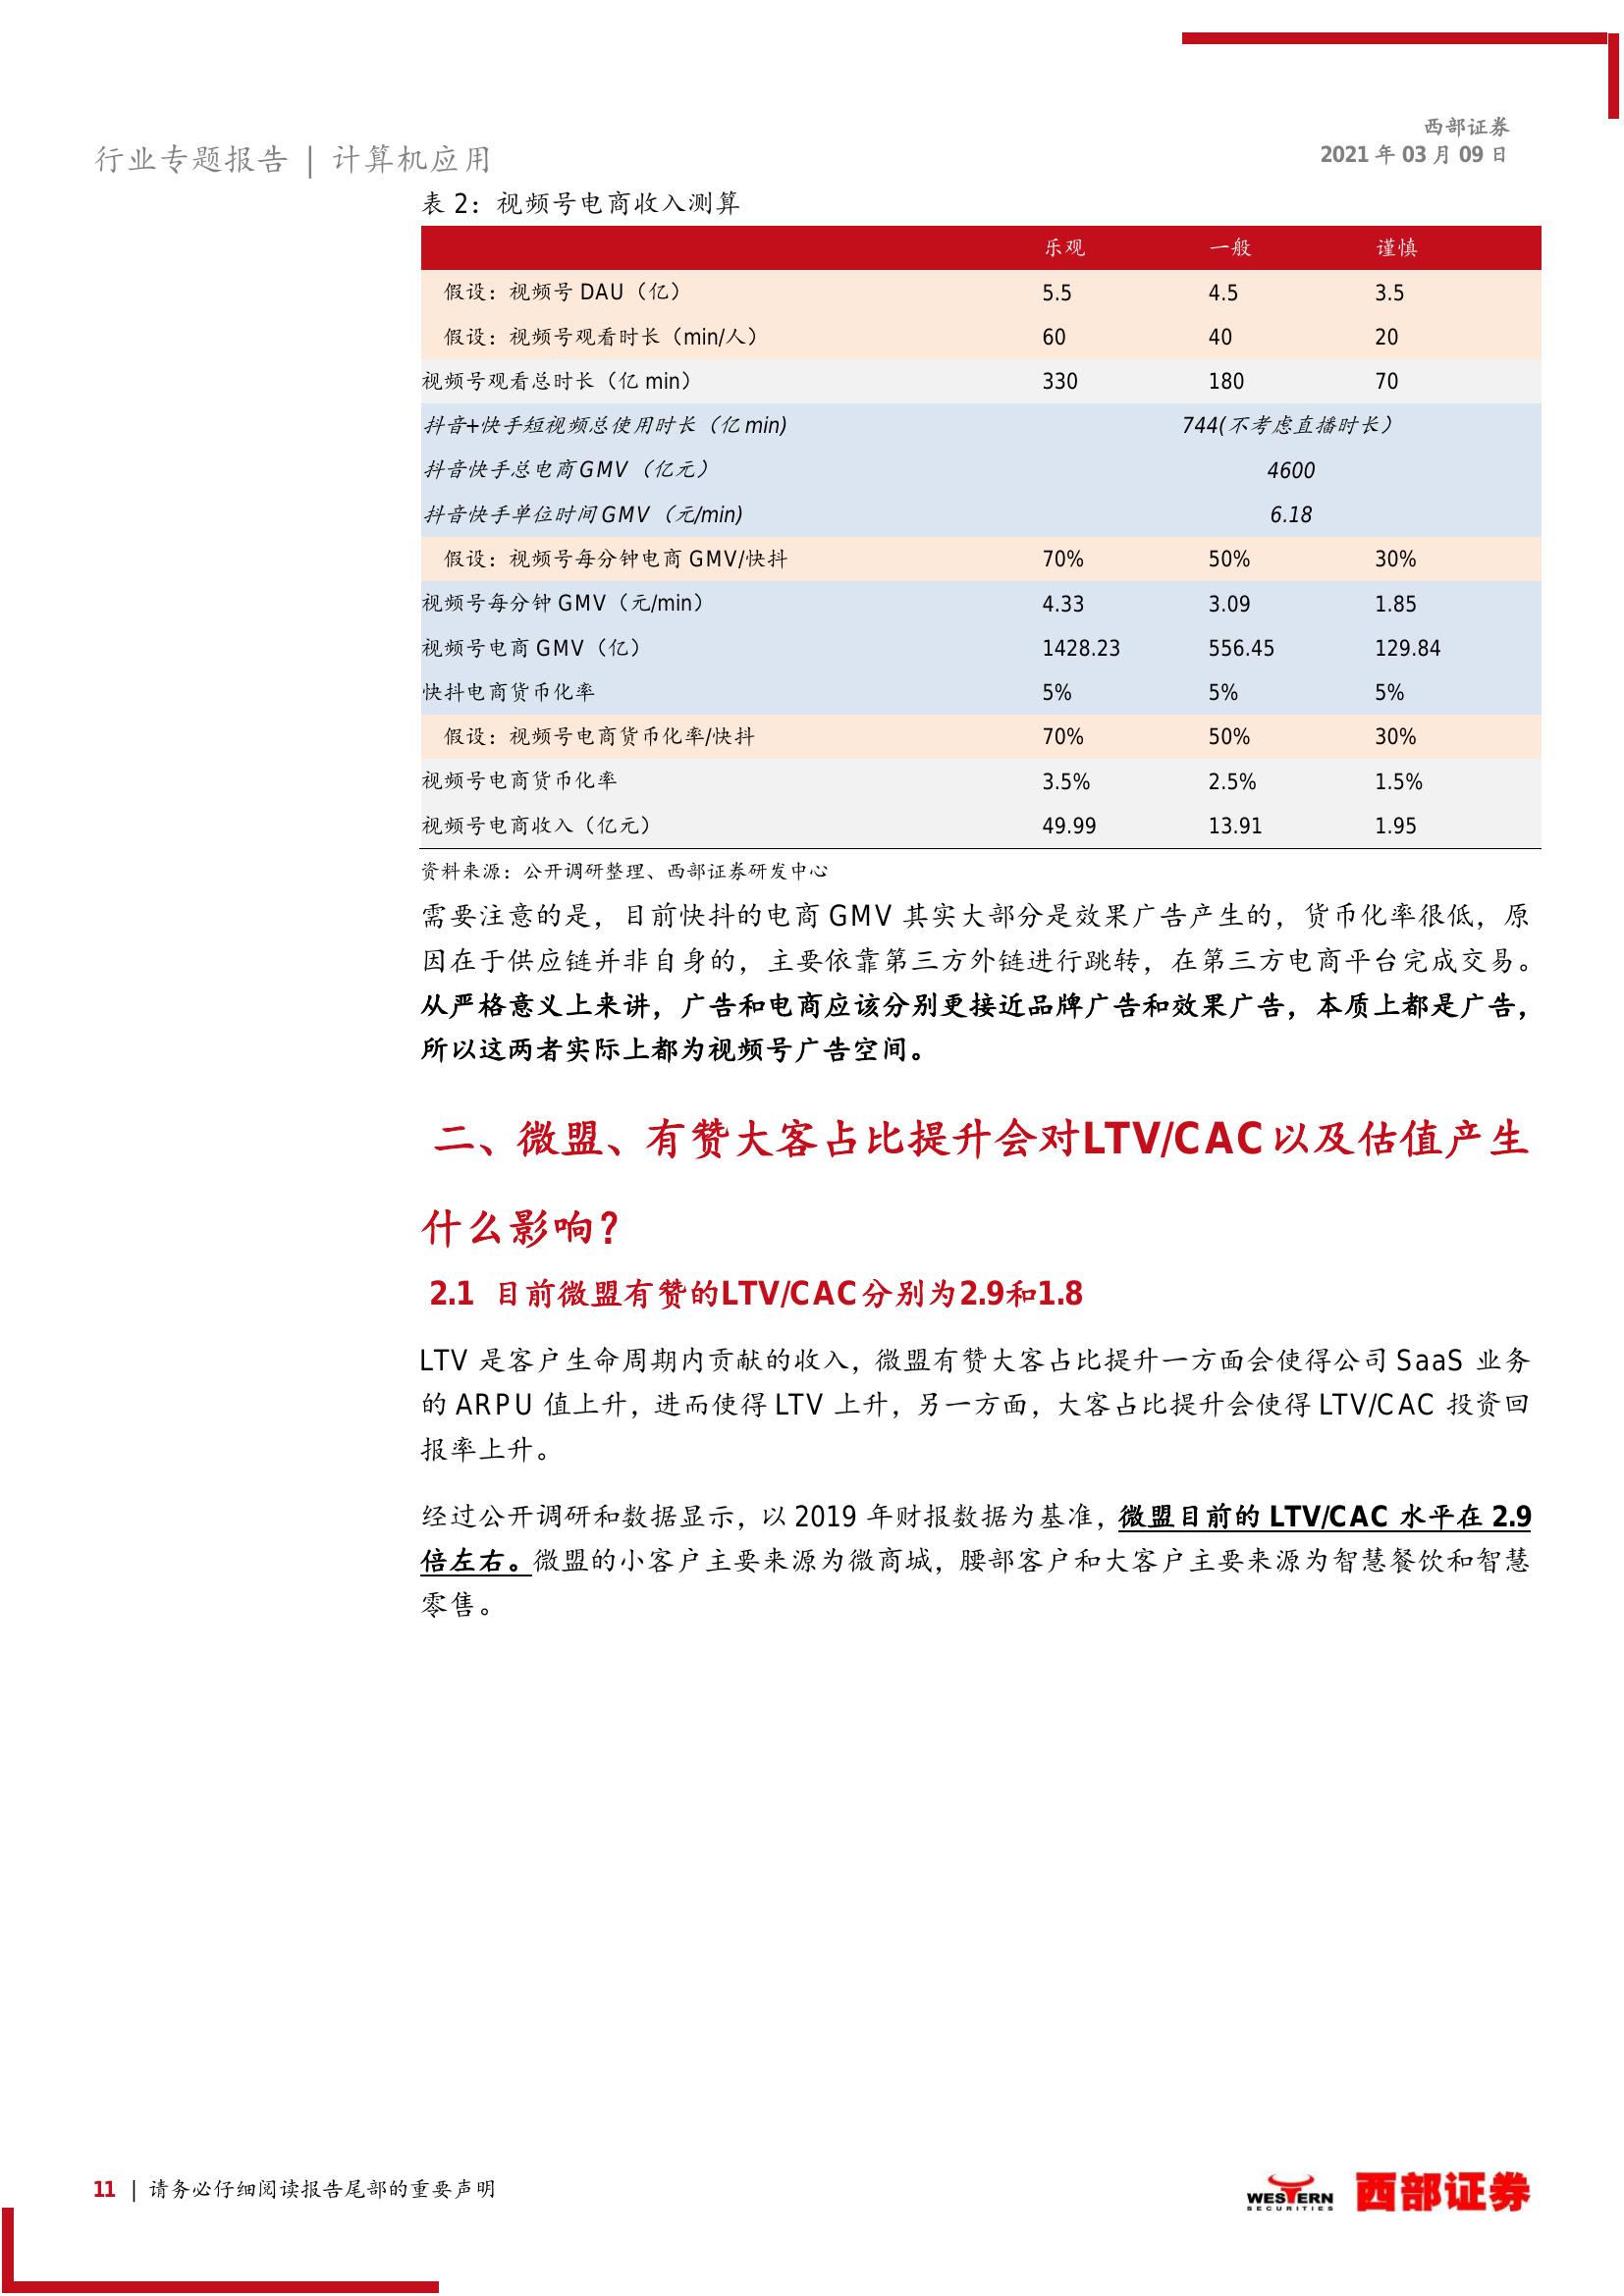 西部证券
2021 年 03 月 09 日
行业专题报告 | 计算机应用
表 2：视频号电商收入测算
乐观 一般 谨慎
假设：视频号 DAU（亿） 5.5 4.5 3.5
假设：视频号观看时长（min/人） 60 40 20
视频号观看总时长（亿 min） 330 180 70
抖音+快手短视频总使用时长（亿 min) 744(不考虑直播时长）
抖音快手总电商 GMV（亿元） 4600
抖音快手单位时间 GMV（元/min) 6.18
假设：视频号每分钟电商 GMV/快抖 70% 50% 30%
视频号每分钟 GMV（元/min） 4.33 3.09 1.85
视频号电商 GMV（亿） 1428.23 556.45 129.84
快抖电商货币化率 5% 5% 5%
假设：视频号电商货币化率/快抖 70% 50% 30%
视频号电商货币化率 3.5% 2.5% 1.5%
视频号电商收入（亿元） 49.99 13.91 1.95
资料来源：公开调研整理、西部证券研发中心
需要注意的是，目前快抖的电商 GMV 其实大部分是效果广告产生的，货币化率很低，原
因在于供应链并非自身的，主要依靠第三方外链进行跳转，在第三方电商平台完成交易。
从严格意义上来讲，广告和电商应该分别更接近品牌广告和效果广告，本质上都是广告，
所以这两者实际上都为视频号广告空间。
二、微盟、有赞大客占比提升会对LTV/CAC以及估值产生
什么影响？
2.1 目前微盟有赞的LTV/CAC分别为2.9和1.8
LTV 是客户生命周期内贡献的收入，微盟有赞大客占比提升一方面会使得公司 SaaS 业务
的 ARPU 值上升，进而使得 LTV 上升，另一方面，大客占比提升会使得 LTV/CAC 投资回
报率上升。
经过公开调研和数据显示，以 2019 年财报数据为基准，微盟目前的 LTV/CAC 水平在 2.9
倍左右。微盟的小客户主要来源为微商城，腰部客户和大客户主要来源为智慧餐饮和智慧
零售。
11 | 请务必仔细阅读报告尾部的重要声明
WESTERN
SECURITIES
西部证券